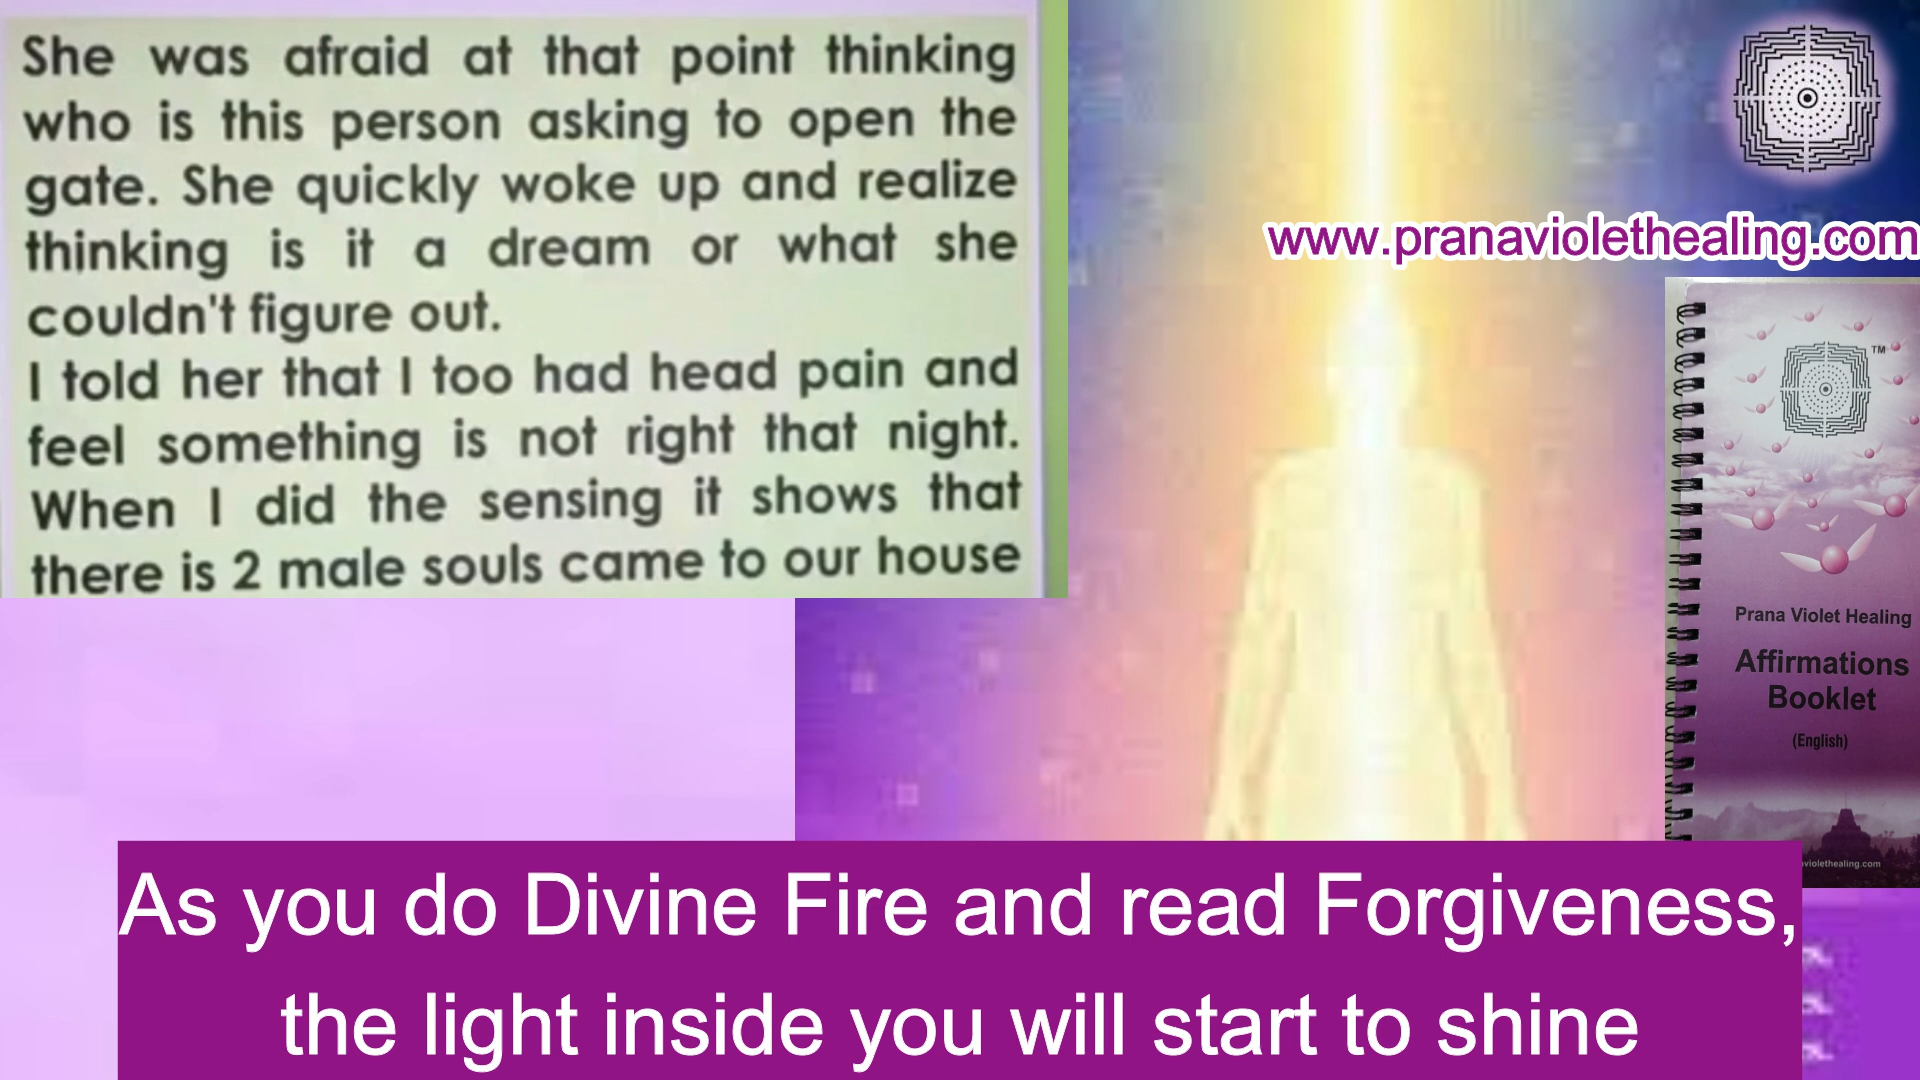 She was afraid at that point thinking
who is this person asking to open the
gate. She quickly woke up and realize
thinking is it a dream or what she
couldn't figure out.
I told her that I too had head pain and
feel something is not right that night.
When I did the sensing it shows that
there is 2 male souls came to our house
www.pranaviolethealing.com
TM
Prana Violet Healing
Affirmations
Booklet
(English)
violethealing.com
As you do Divine Fire and read Forgiveness,
the light inside you will start to shine